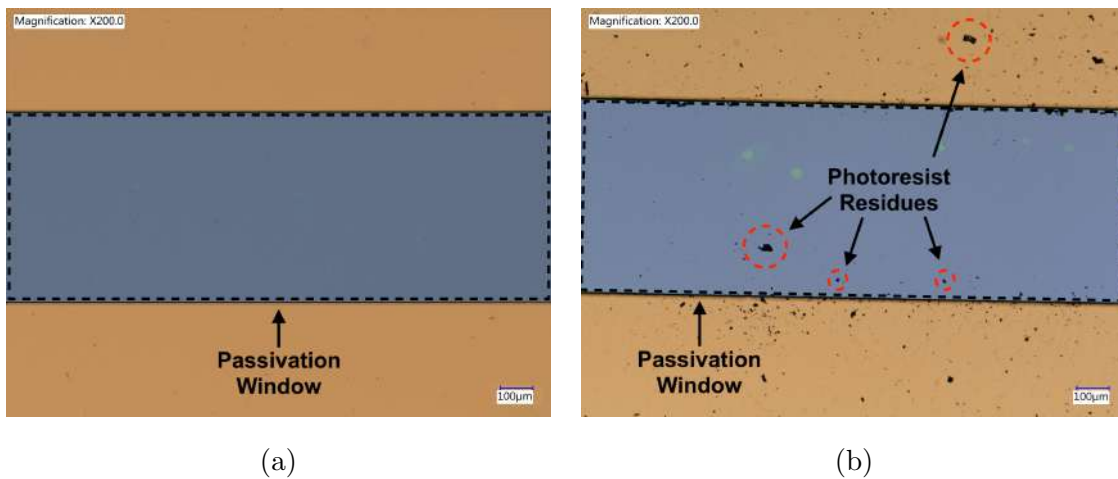 Magnification: X200.0
Passivation
Window
100μm
(a)
Magnification: X200.0
Photoresist
Residues
Passivation
Window
100μm
(b)